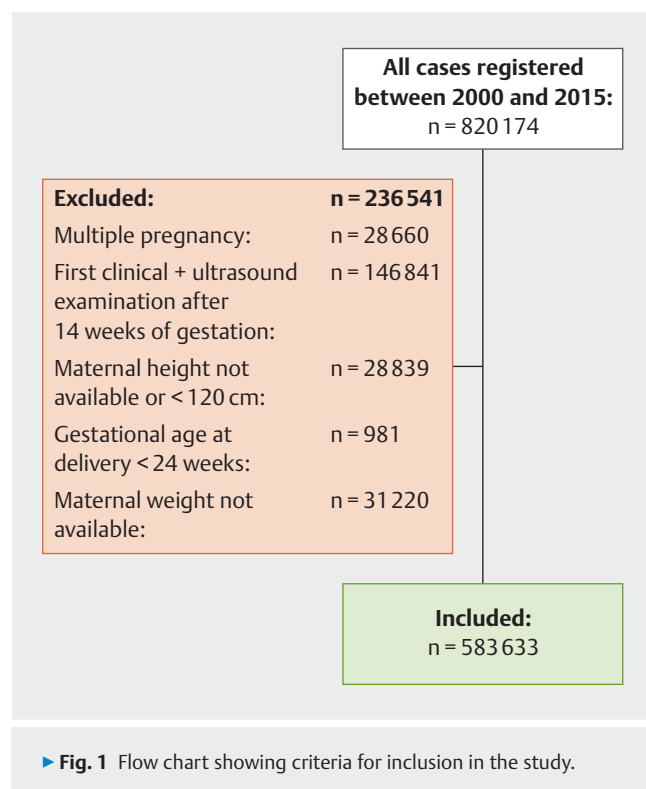 All cases registered
between 2000 and 2015:
n = 820 174
Excluded: n = 236 541
Multiple pregnancy: n = 28 660
First clinical + ultrasound n = 146 841
examination after
14 weeks of gestation:
Maternal height not n = 28 839
available or < 120 cm:
Gestational age at n = 981
delivery < 24 weeks:
Maternal weight not n = 31 220
available:
Included:
n = 583 633
▶ Fig. 1 Flow chart showing criteria for inclusion in the study.